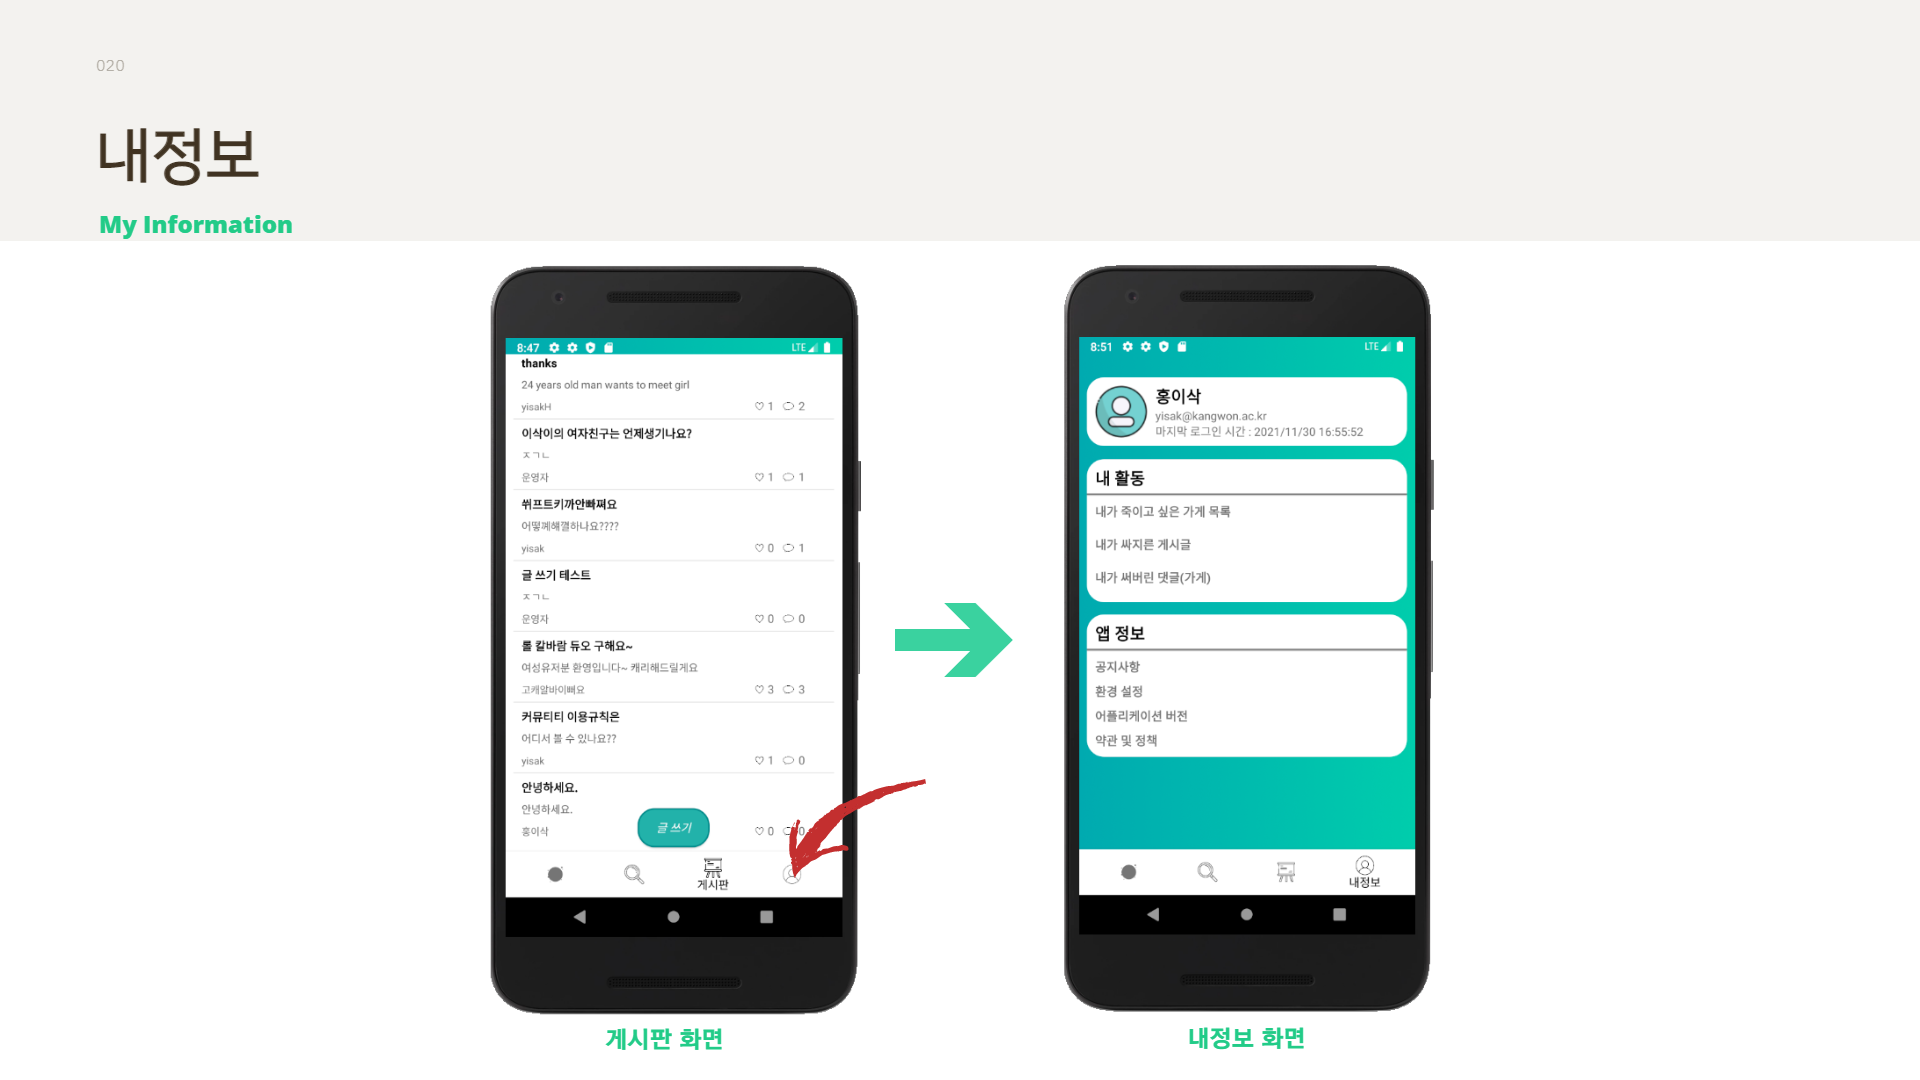 020
내정보
My Information
8:47 LTE
thanks
24 years old man wants to meet girl
yisakH 1 2
이삭이의 여자친구는 언제생기나요?
ㅈㄱㄴ
운영자 1 1
쒸프트키까안빠쪄요
어떻께해결하나요????
yisak 0 1
글 쓰기 테스트
ㅈㄱㄴ
운영자 0 0
롤 칼바람 듀오 구해요~
여성유저분 환영입니다~ 캐리해드릴게요
고캐알바이뻐요 3 3
커뮤티티 이용규칙은
어디서 볼 수 있나요??
yisak 1 0
안녕하세요.
안녕하세요.
홍이삭 0 0
글 쓰기
게시판
게시판 화면
8:51 LTE
홍이삭
yisak@kangwon.ac.kr
마지막 로그인 시간 : 2021/11/30 16:55:52
내 활동
내가 죽이고 싶은 가게 목록
내가 싸지른 게시글
내가 써버린 댓글(가게)
앱 정보
공지사항
환경 설정
어플리케이션 버전
약관 및 정책
내정보
내정보 화면